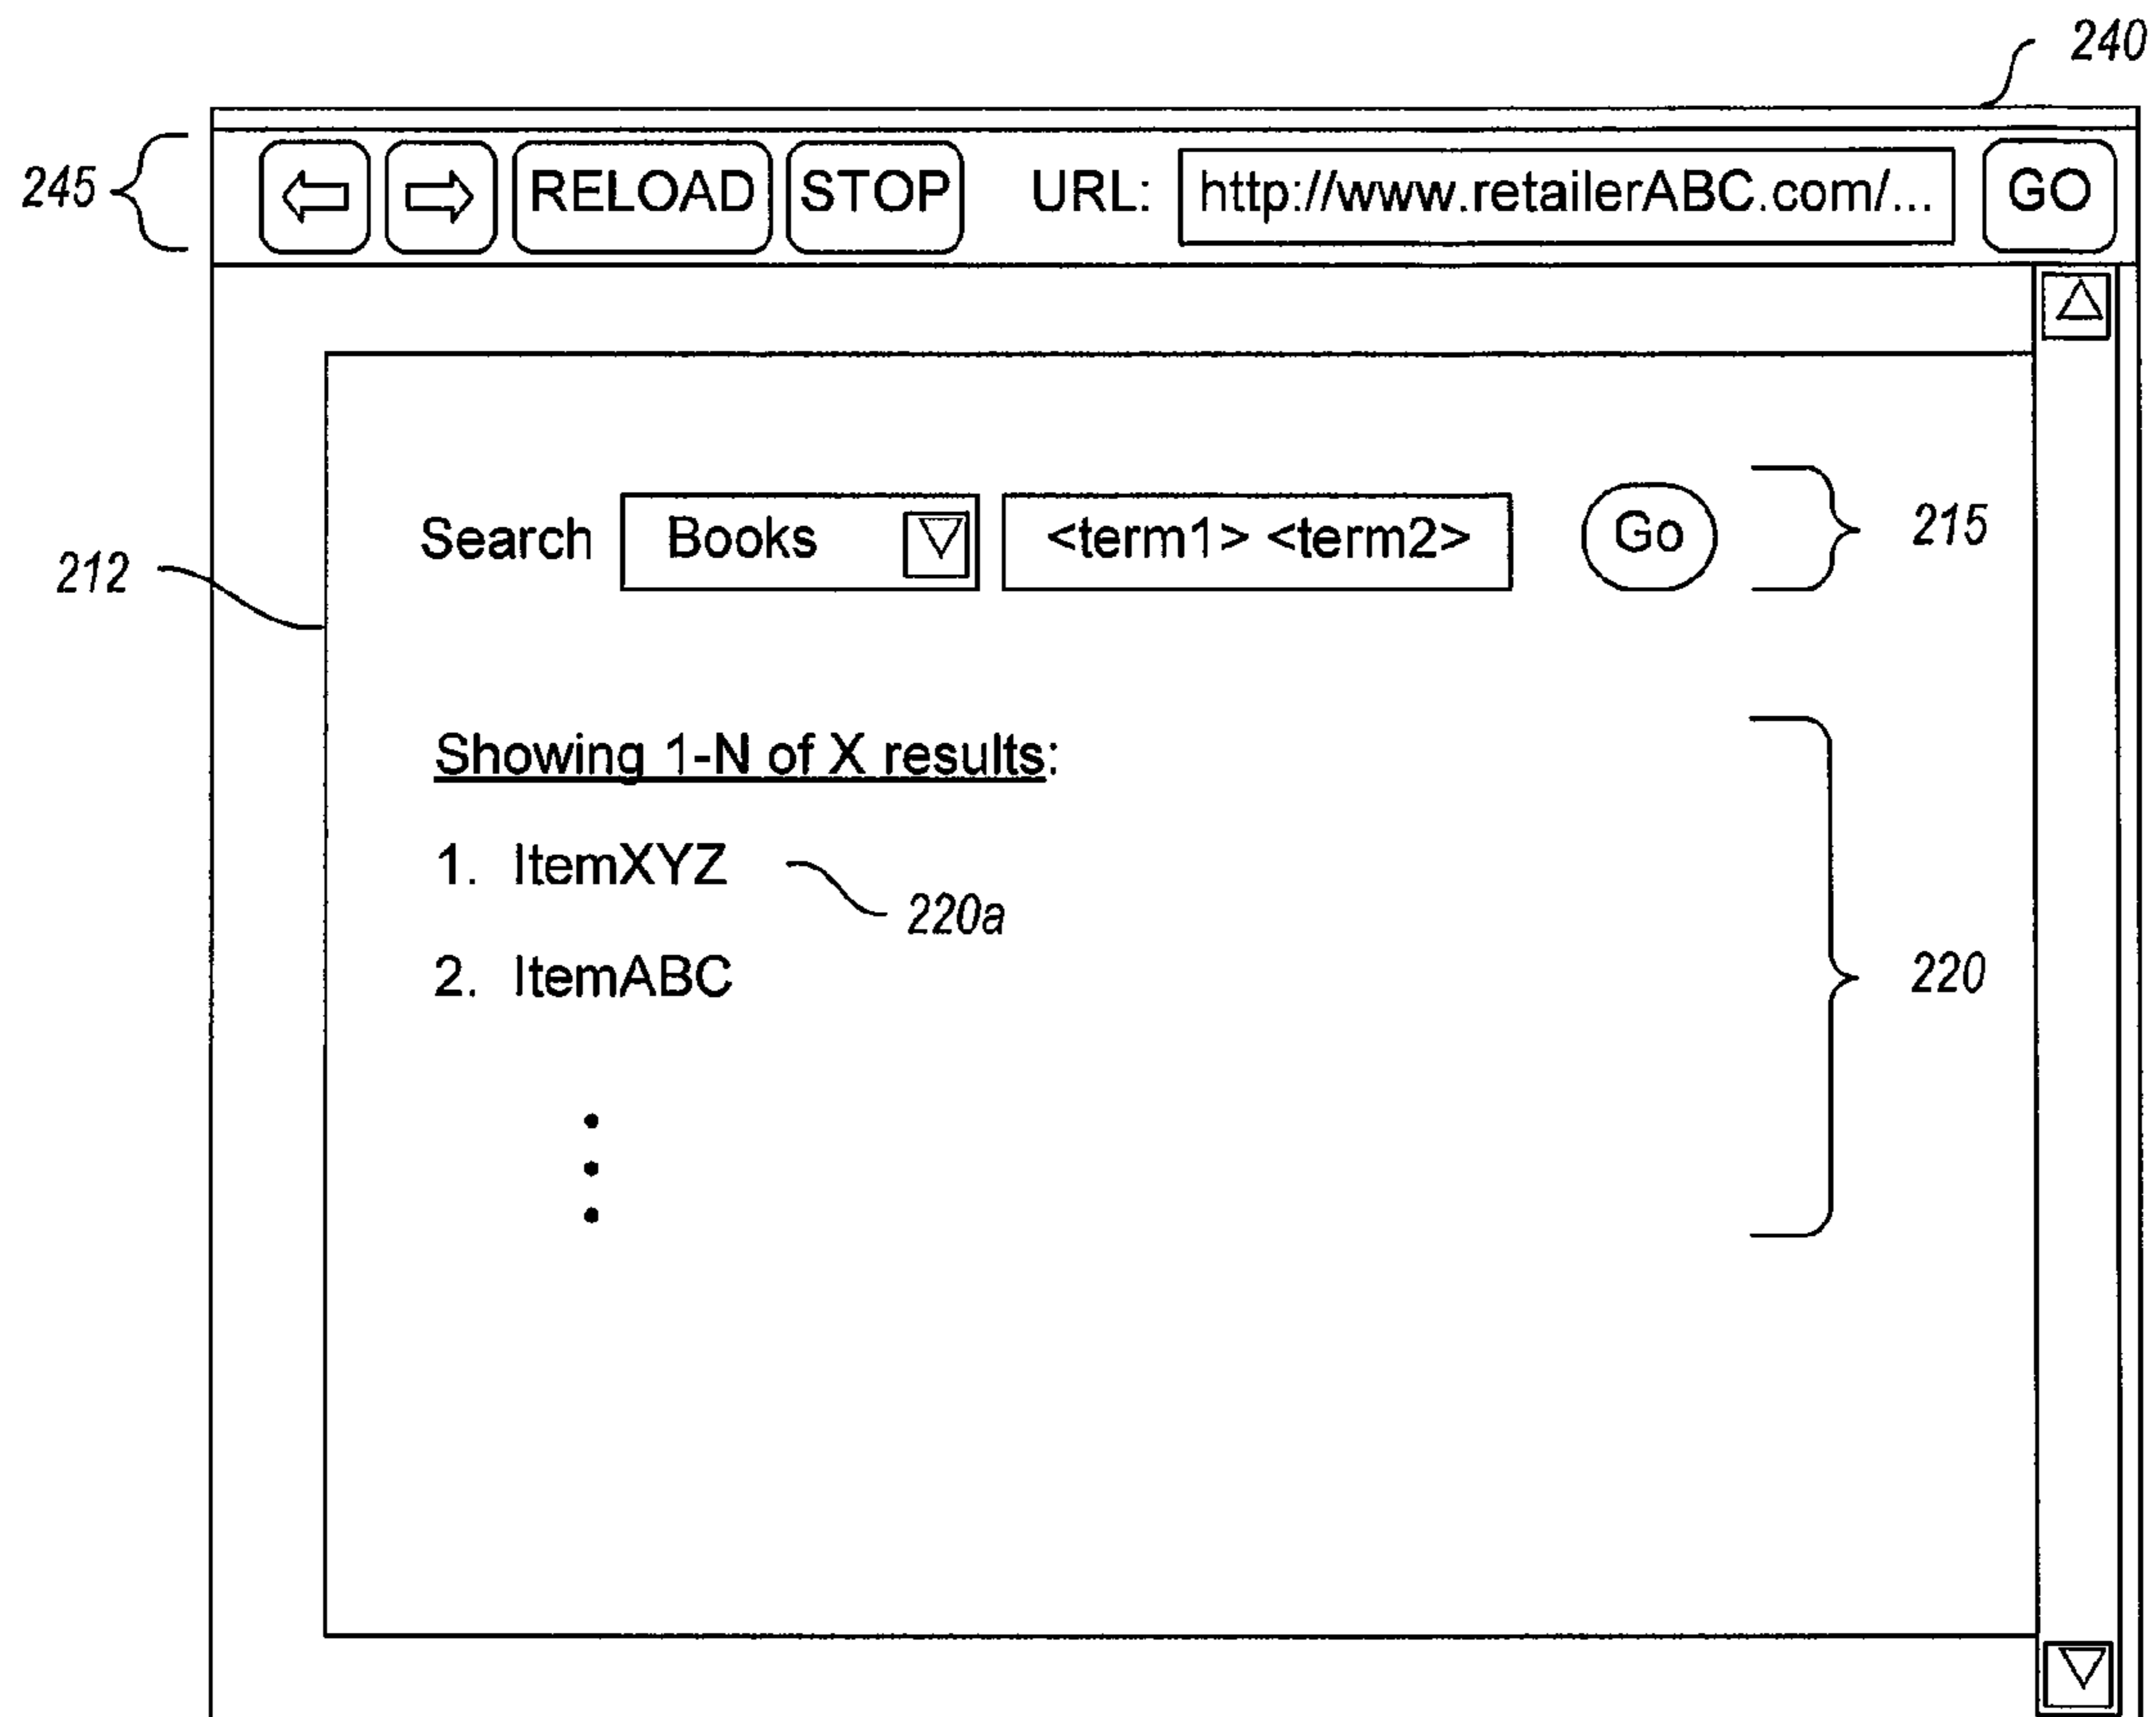 240
245 RELOAD STOP URL: http://www.retailerABC.com/... GO
Search Books <term1> <term2> Go 215
212
Showing 1-N of X results:
1. ItemXYZ
220a
2. ItemABC 220